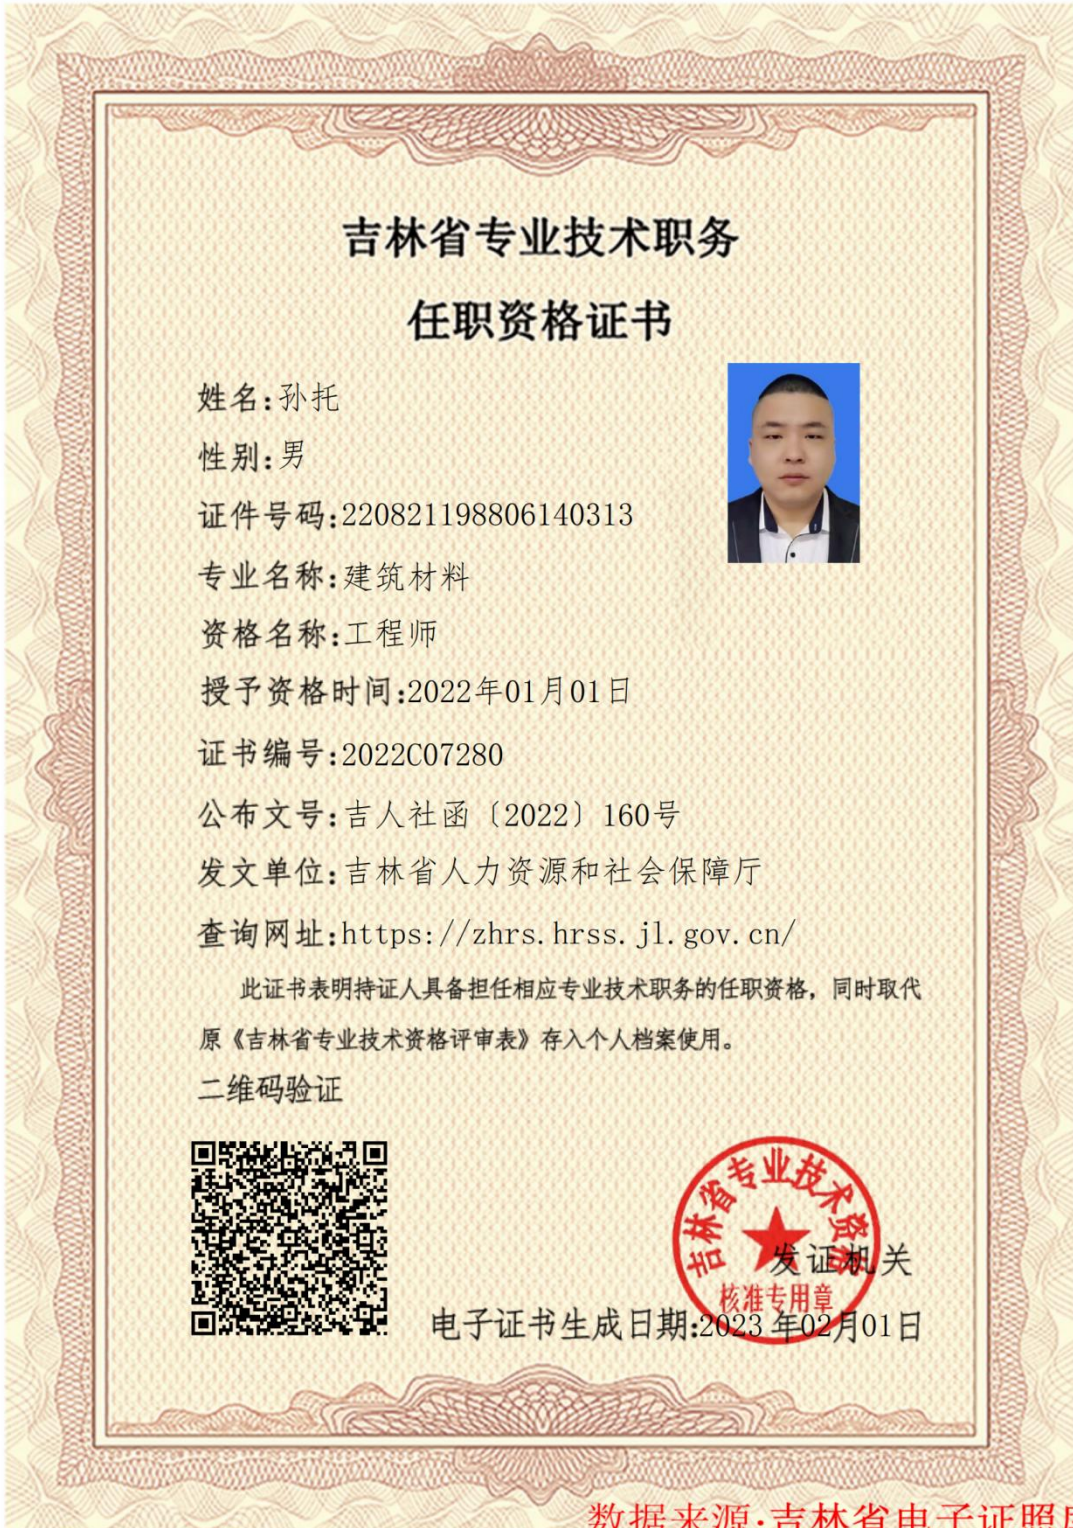 吉林省专业技术职务
任职资格证书
姓名:孙托
性别:男
证件号码:220821198806140313
专业名称:建筑材料
资格名称:工程师
授予资格时间:2022年01月01日
证书编号:2022C07280
公布文号:吉人社函〔2022〕160号
发文单位:吉林省人力资源和社会保障厅
查询网址:https://zhrs.hrss.jl.gov.cn/
此证书表明持证人具备担任相应专业技术职务的任职资格，同时取代
原《吉林省专业技术资格评审表》存入个人档案使用。
二维码验证
吉林省专业技术资格
发证机关
核准专用章
电子证书生成日期:2023年02月01日
数据来源:吉林省电子证照库